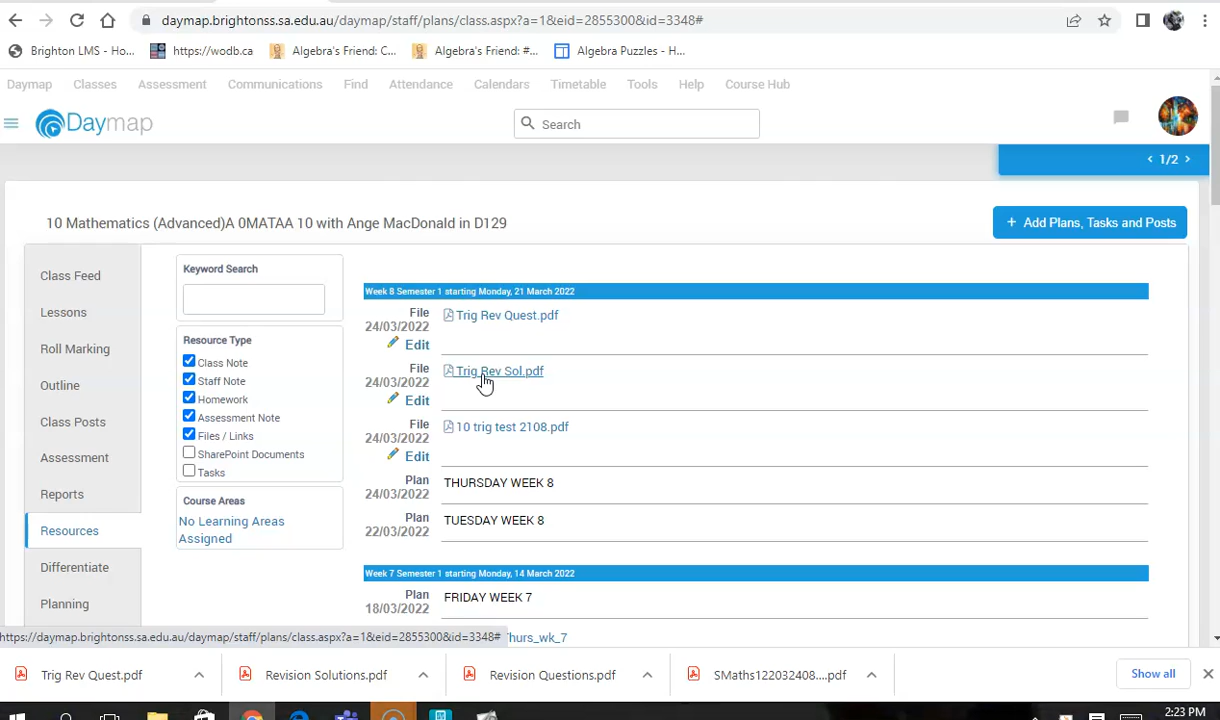 daymap.brightonss.sa.edu.au/daymap/staff/plans/class.aspx?a=1&eid=2855300&id=3348#
Brighton LMS - Ho... https://wodb.ca Algebra's Friend: C... Algebra's Friend: #... Algebra Puzzles - H...
Daymap Classes Assessment Communications Find Attendance Calendars Timetable Tools Help Course Hub
Daymap Search
< 1/2 >
10 Mathematics (Advanced)A 0MATAA 10 with Ange MacDonald in D129
+ Add Plans, Tasks and Posts
Class Feed
Lessons
Roll Marking
Outline
Class Posts
Assessment
Reports
Resources
Differentiate
Planning
Keyword Search
Resource Type
Class Note
Staff Note
Homework
Assessment Note
Files / Links
SharePoint Documents
Tasks
Course Areas
No Learning Areas
Assigned
Week 8 Semester 1 starting Monday, 21 March 2022
File Trig Rev Quest.pdf
24/03/2022
Edit
File Trig Rev Sol.pdf
24/03/2022
Edit
File 10 trig test 2108.pdf
24/03/2022
Edit
Plan THURSDAY WEEK 8
24/03/2022
Plan TUESDAY WEEK 8
22/03/2022
Week 7 Semester 1 starting Monday, 14 March 2022
Plan FRIDAY WEEK 7
18/03/2022
https://daymap.brightonss.sa.edu.au/daymap/staff/plans/class.aspx?a=1&eid=2855300&id=3348# Thurs_wk_7
Trig Rev Quest.pdf Revision Solutions.pdf Revision Questions.pdf SMaths122032408....pdf Show all
2:23 PM